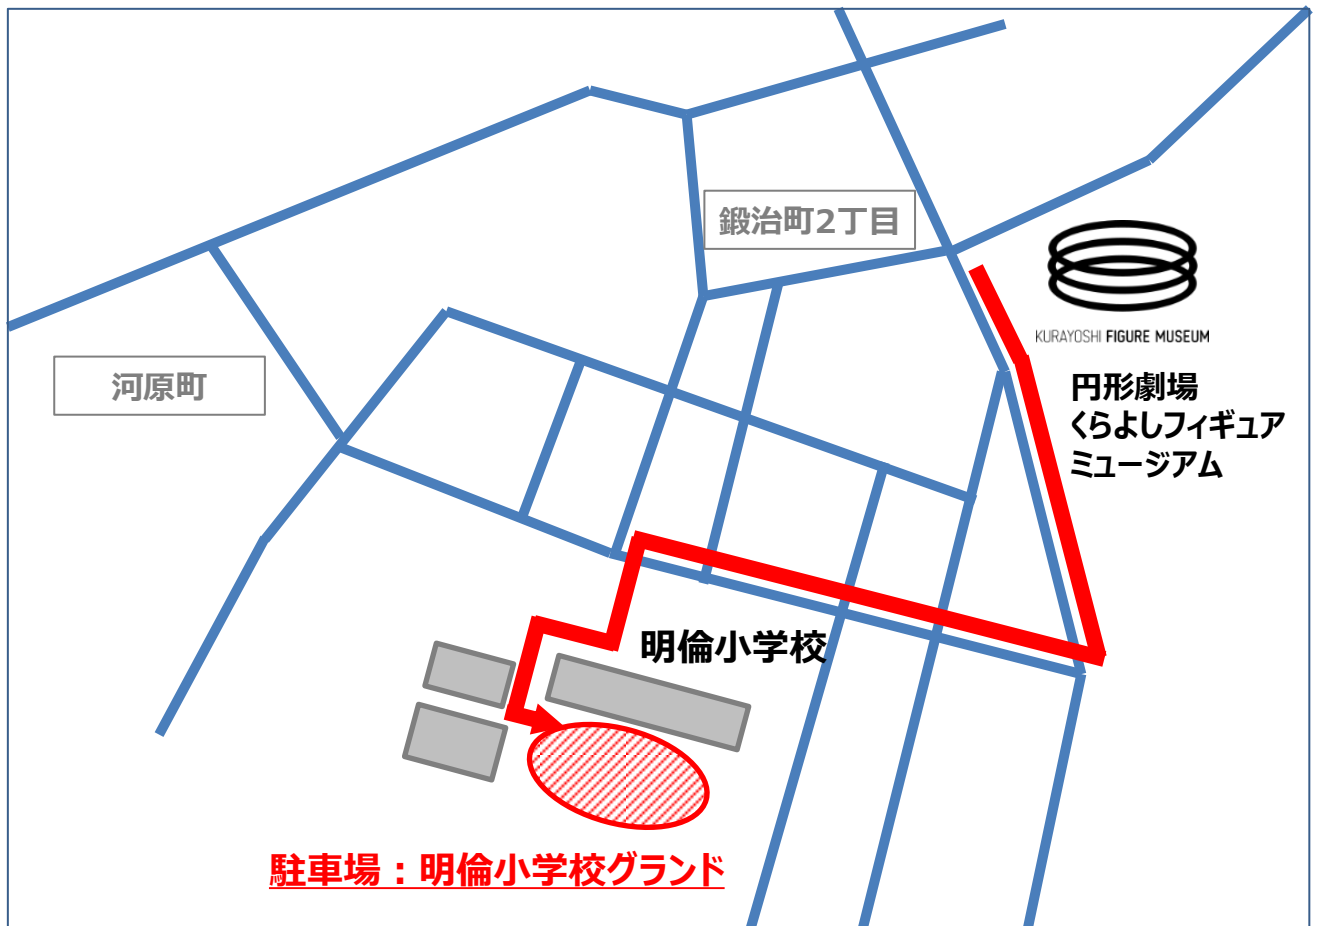 鍛治町2丁目
KURAYOSHI FIGURE MUSEUM
河原町
円形劇場
くらよしフィギュア
ミュージアム
明倫小学校
駐車場：明倫小学校グランド